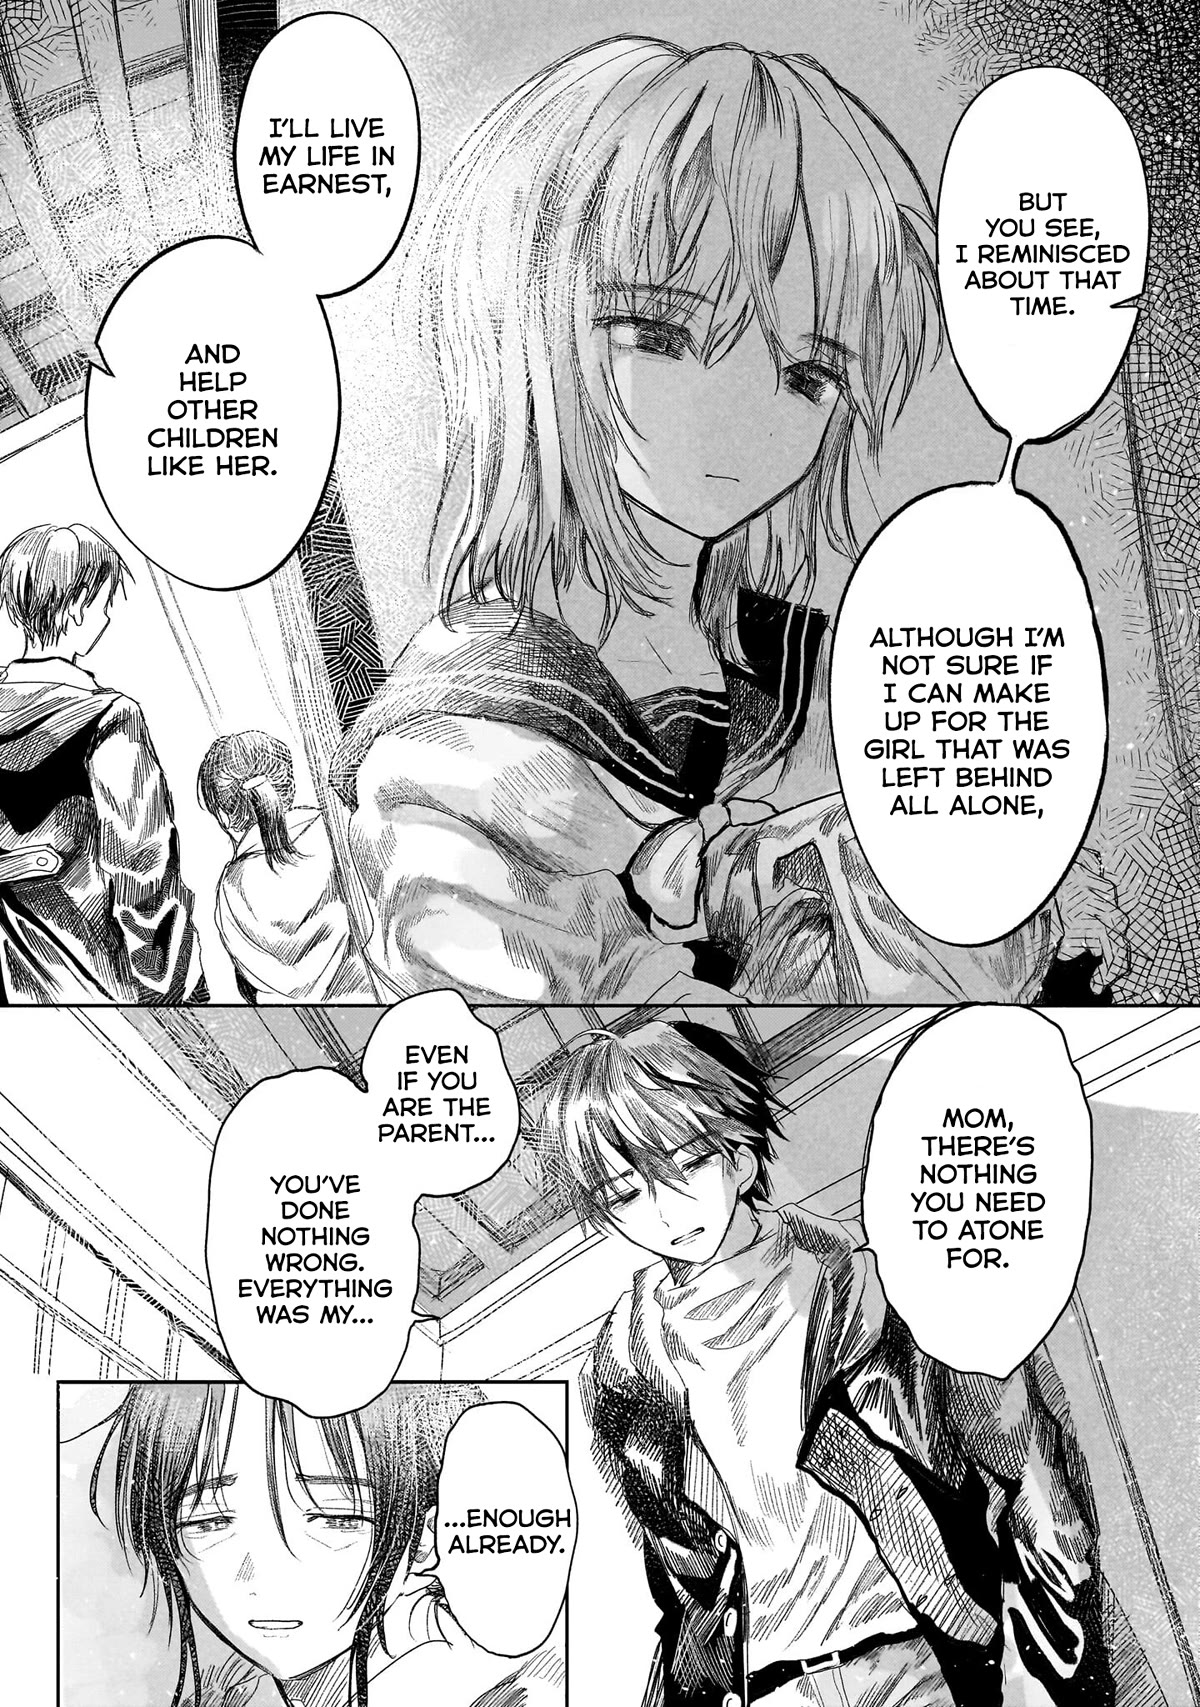 BUT
YOU SEE,
I REMINISCED
ABOUT THAT
TIME.
ALTHOUGH I'M
NOT SURE IF
I CAN MAKE
UP FOR THE
GIRL THAT WAS
LEFT BEHIND
ALL ALONE,
I'LL LIVE
MY LIFE IN
EARNEST,
AND
HELP
OTHER
CHILDREN
LIKE HER.
MOM,
THERE'S
NOTHING
YOU NEED
TO ATONE
FOR.
EVEN
IF YOU
ARE THE
PARENT...
YOU'VE
DONE
NOTHING
WRONG.
EVERYTHING
WAS MY...
...ENOUGH
ALREADY.